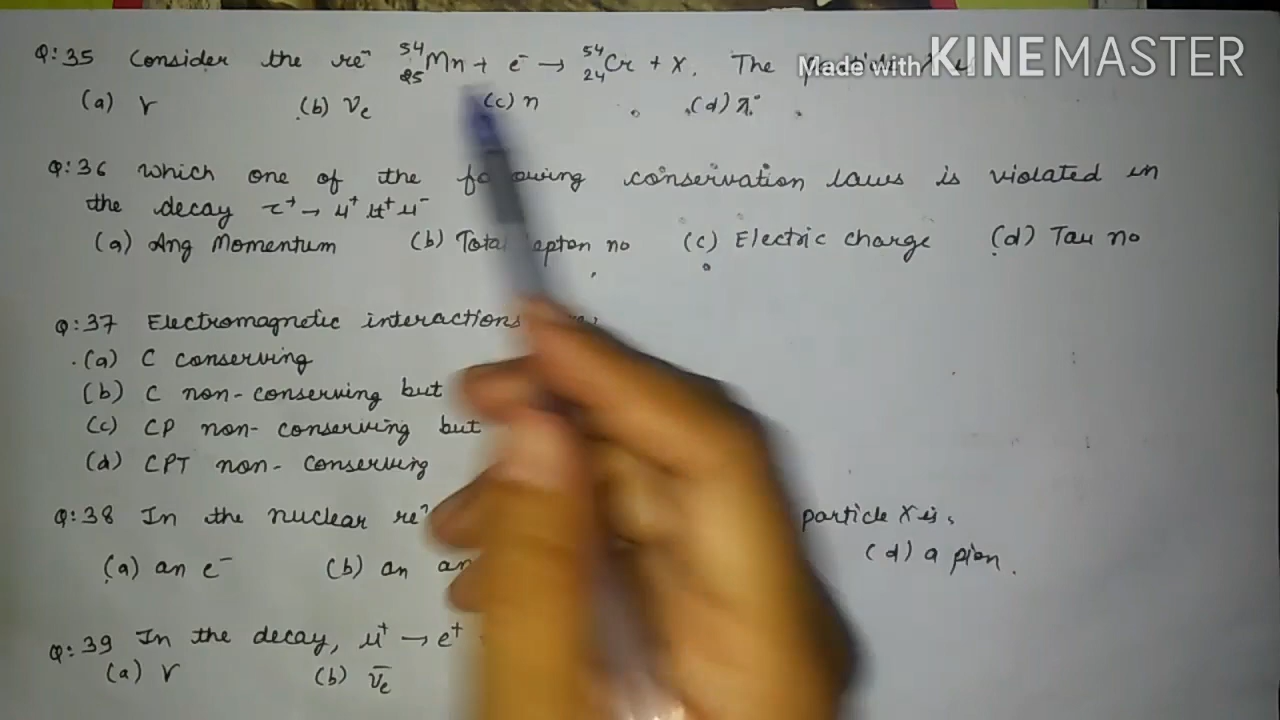 Q:35 Consider the reⁿ ⁵⁴₂₅Mn + e⁻ → ⁵⁴₂₄Cr + X. The
Made with KINEMASTER
(a) γ (b) νe (c) n (d) π°
Q:36 Which one of the following conservation laws is violated in
the decay τ⁺→ μ⁺ μ⁺ μ⁻
(a) Ang Momentum (b) Total lepton no (c) Electric charge (d) Tau no
Q:37 Electromagnetic interactions
(a) C conserving
(b) C non-conserving but
(c) CP non-conserving but
(d) CPT non-conserving
Q:38 In the nuclear reⁿ particle X is,
(a) an e⁻ (b) an (d) a pion.
Q:39 In the decay, μ⁺ → e⁺
(a) γ (b) ν̄e